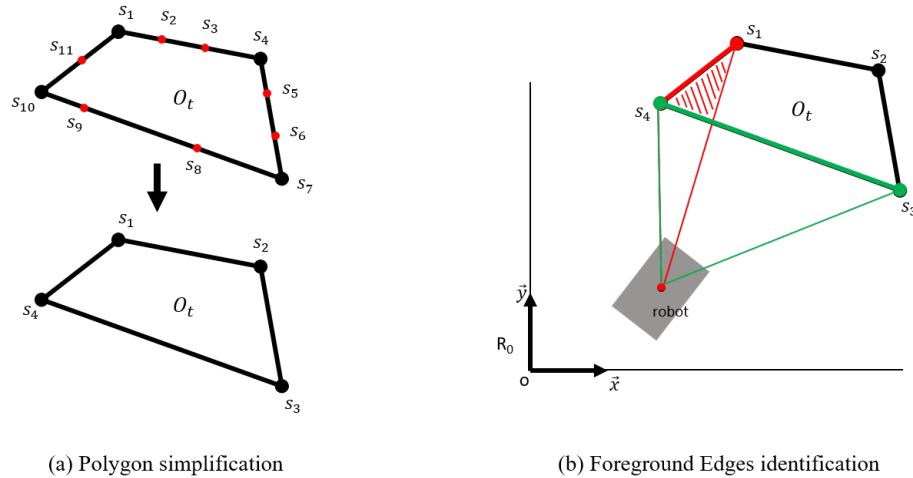 s₁
s₂
s₃
s₄
s₁₁
s₅
s₁₀
Oₜ
s₉
s₆
s₈
s₇
s₁
s₂
Oₜ
s₄
s₃
(a) Polygon simplification
s₁
s₂
s₄
Oₜ
s₃
y⃗
robot
R₀
o
x⃗
(b) Foreground Edges identification